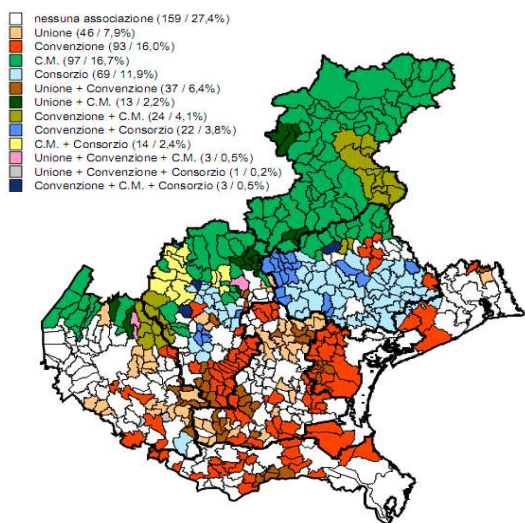 nessuna associazione (159 / 27,4%)
Unione (46 / 7,9%)
Convenzione (93 / 16,0%)
C.M. (97 / 16,7%)
Consorzio (69 / 11,9%)
Unione + Convenzione (37 / 6,4%)
Unione + C.M. (13 / 2,2%)
Convenzione + C.M. (24 / 4,1%)
Convenzione + Consorzio (22 / 3,8%)
C.M. + Consorzio (14 / 2,4%)
Unione + Convenzione + C.M. (3 / 0,5%)
Unione + Convenzione + Consorzio (1 / 0,2%)
Convenzione + C.M. + Consorzio (3 / 0,5%)